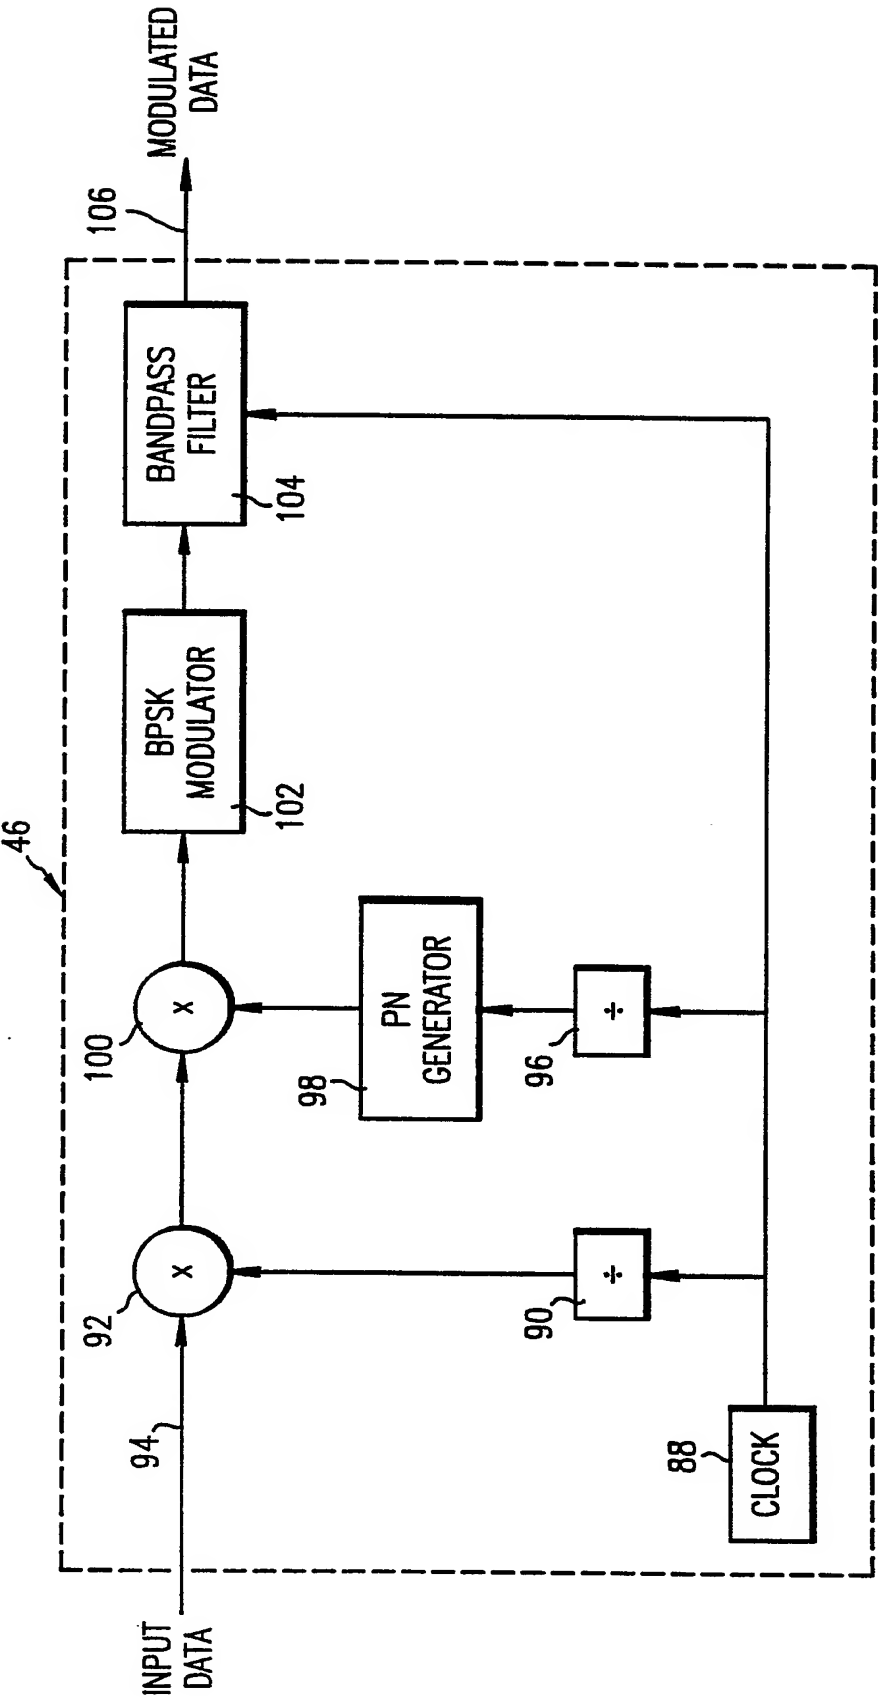 46
INPUT
DATA
94
92
X
100
X
BPSK
MODULATOR
102
BANDPASS
FILTER
104
106
MODULATED
DATA
98
PN
GENERATOR
90
÷
96
÷
88
CLOCK